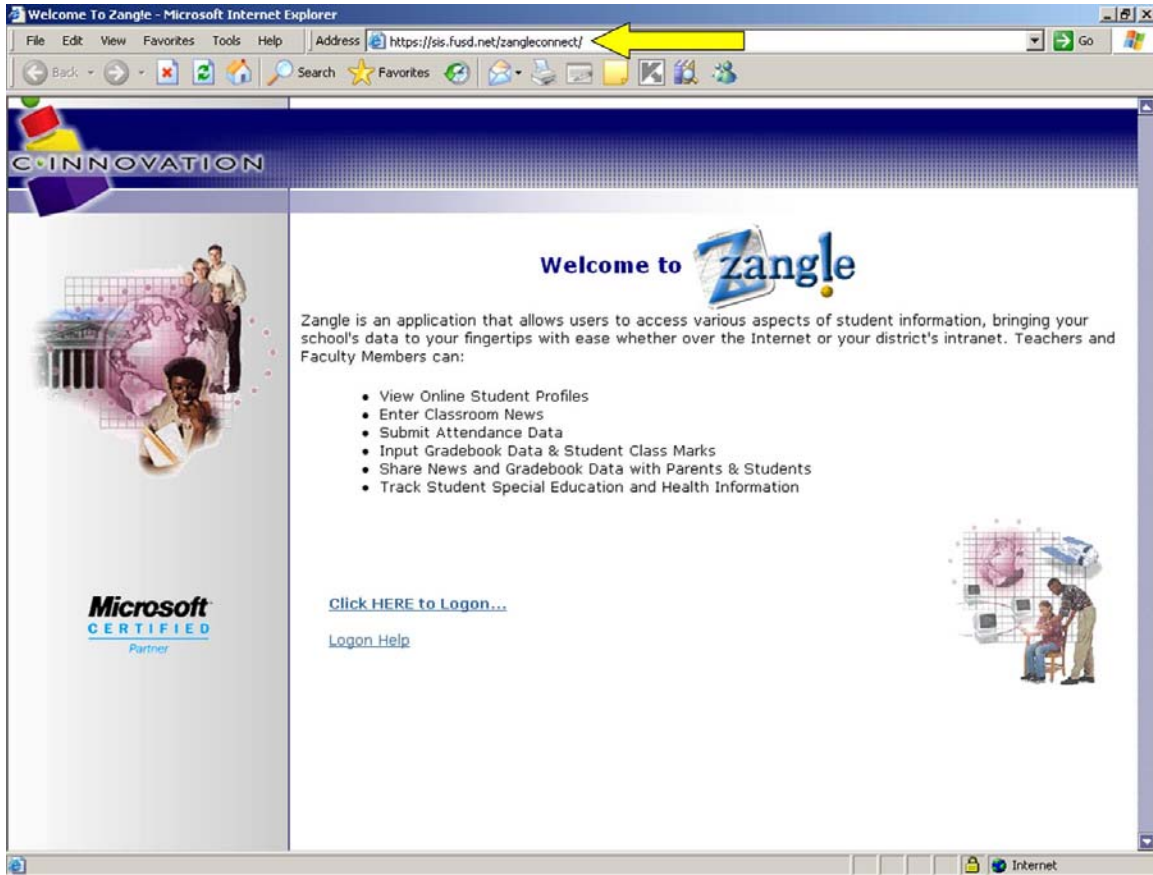 Welcome To Zang!e - Microsoft Internet Explorer
File Edit View Favorites Tools Help Address https://sis.fusd.net/zangleconnect/ Go
Back Search Favorites
C•INNOVATION
Welcome to zang!e
Zangle is an application that allows users to access various aspects of student information, bringing your
school's data to your fingertips with ease whether over the Internet or your district's intranet. Teachers and
Faculty Members can:
• View Online Student Profiles
• Enter Classroom News
• Submit Attendance Data
• Input Gradebook Data & Student Class Marks
• Share News and Gradebook Data with Parents & Students
• Track Student Special Education and Health Information
Click HERE to Logon...
Logon Help
Microsoft
CERTIFIED
Partner
Internet